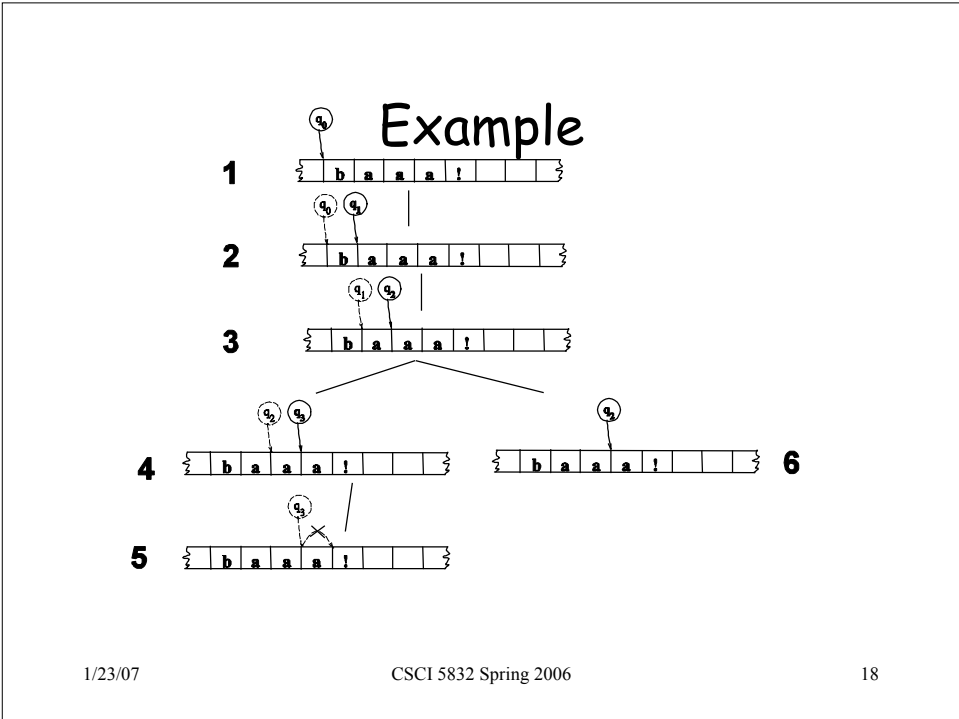 Example
q0
1 b a a a !
q0 q1
2 b a a a !
q1 q2
3 b a a a !
q2 q3 q2
4 b a a a ! b a a a ! 6
q3
5 b a a a !
1/23/07 CSCI 5832 Spring 2006 18